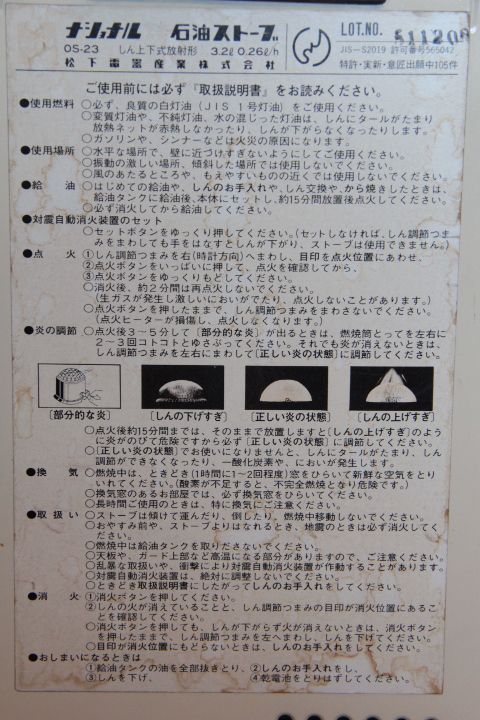 ナショナル 石油ストーブ
OS-23 しん上下式放射形 3.2ℓ 0.26ℓ/h
松下電器産業株式会社
LOT.NO. 511208
JIS-S2019 許可番号565042
特許・実新・意匠出願中105件
ご使用前には必ず『取扱説明書』をお読みください。
●使用燃料 ○必ず、良質の白灯油(JIS 1号灯油)をご使用ください。
○変質灯油や、不純灯油、水の混じった灯油は、しんにタールがたまり
放熱ネットが赤熱しなかったり、しんが下がらなくなったりします。
○ガソリンや、シンナーなどは火災の原因になります。
●使用場所 ○水平な場所で、壁に近づけすぎないようにしてご使用ください。
○振動の激しい場所、傾斜した場所では使用しないでください。
○風のあたるところや、もえやすいものの近くでは使用しないでください。
●給油 ○はじめての給油や、しんのお手入れや、しん交換や、から焼きしたときは、
給油タンクに給油後、本体にセットし、約15分間放置後点火してください。
○必ず消火してから給油してください。
●対震自動消火装置のセット
○セットボタンをゆっくり押してください。(セットしなければ、しん調節つま
みをまわしても手をはなすとしんが下がり、ストーブは使用できません。)
●点火 ①しん調節つまみを右(時計方向)へまわし、目印を点火位置にあわせ、
②点火ボタンをいっぱいに押して、点火を確認してから、
③点火ボタンをゆっくりもどしてください。
○消火後、約2分間は再点火しないでください。
(生ガスが発生し激しいにおいがでたり、点火しないことがあります。)
○点火ボタンを押したままで、しん調節つまみをまわさないでください。
(点火ヒーターが損傷し、点火しなくなります。)
●炎の調節 ○点火後3～5分して〔部分的な炎〕が出るときは、燃焼筒とってを左右に
2～3回コトコトとゆさぶってください。それでも炎が消えないときは、
しん調節つまみを左右にまわして〔正しい炎の状態〕に調節してください。
〔部分的な炎〕 〔しんの下げすぎ〕 〔正しい炎の状態〕 〔しんの上げすぎ〕
○点火後約15分間までは、そのままで放置しますと〔しんの上げすぎ〕のよう
に炎がのびて危険ですから必ず〔正しい炎の状態〕に調節してください。
○〔正しい炎の状態〕でお使いになりませんと、しんにタールがたまり、しん
調節ができなくなったり、一酸化炭素や、においが発生します。
●換気 ○燃焼中は、ときどき(1時間に1～2回程度)窓をひらいて新鮮な空気をとり
いれてください。(酸素が不足すると、不完全燃焼となり危険です。)
○換気窓のあるお部屋では、必ず換気窓をひらいてください。
○長時間ご使用のときは、特に換気にご注意ください。
●取扱い ○ストーブは傾けて運んだり、倒したり、燃焼中移動しないでください。
○おやすみ前や、ストーブよりはなれるとき、地震のときは必ず消火してく
ださい。
○燃焼中は給油タンクを取りださないでください。
○天板や、ガード上部など高温になる部分がありますので、ご注意ください。
○乱暴な取扱いや、衝撃により対震自動消火装置が作動することがあります。
○対震自動消火装置は、絶対に調整しないでください。
○ときどき取扱説明書にしたがってしんのお手入れをしてください。
●消火 ①消火ボタンを押してください。
②しんの火が消えていることと、しん調節つまみの目印が消火位置にあるこ
とを確認してください。
○消火ボタンを押しても、しんが下がらず火が消えないときは、消火ボタン
を押したままで、しん調節つまみを左へまわし、しんを下げてください。
○目印が消火位置にもどらないときは、しんのお手入れをしてください。
●おしまいになるときは
①給油タンクの油を全部抜きとり、②しんのお手入れをし、
③しんを下げ、 ④乾電池をとりはずしてください。